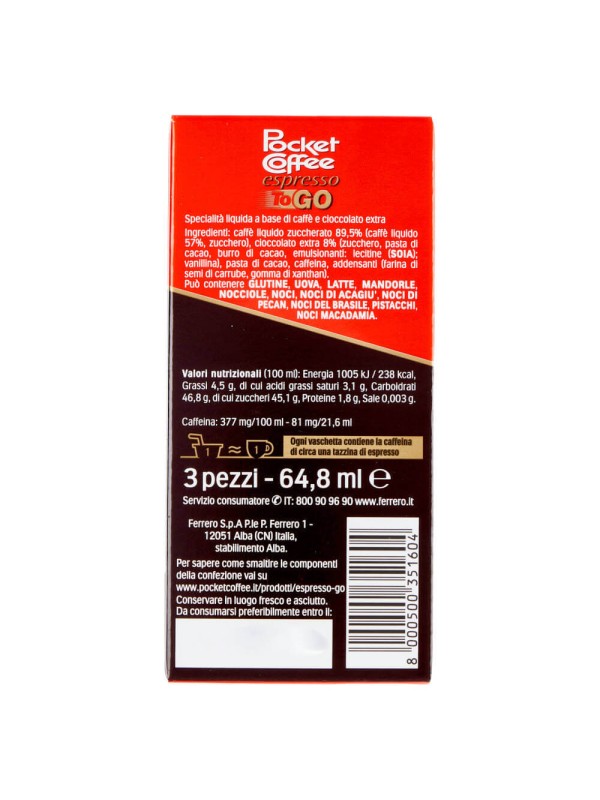 Pocket
Coffee
espresso
To GO
Specialità liquida a base di caffè e cioccolato extra
Ingredienti: caffè liquido zuccherato 89,5% (caffè liquido
57%, zucchero), cioccolato extra 8% (zucchero, pasta di
cacao, burro di cacao, emulsionanti: lecitine (SOIA);
vanillina), pasta di cacao, caffeina, addensanti (farina di
semi di carrube, gomma di xanthan).
Può contenere GLUTINE, UOVA, LATTE, MANDORLE,
NOCCIOLE, NOCI, NOCI DI ACAGIU', NOCI DI
PECAN, NOCI DEL BRASILE, PISTACCHI,
NOCI MACADAMIA.
Valori nutrizionali (100 ml): Energia 1005 kJ / 238 kcal,
Grassi 4,5 g, di cui acidi grassi saturi 3,1 g, Carboidrati
46,8 g, di cui zuccheri 45,1 g, Proteine 1,8 g, Sale 0,003 g.
Caffeina: 377 mg/100 ml - 81 mg/21,6 ml
1 ≈ 1
Ogni vaschetta contiene la caffeina
di circa una tazzina di espresso
3 pezzi - 64,8 ml ℮
Servizio consumatore ✆ IT: 800 90 96 90 www.ferrero.it
Ferrero S.p.A P.le P. Ferrero 1 -
12051 Alba (CN) Italia,
stabilimento Alba.
Per sapere come smaltire le componenti
della confezione vai su
www.pocketcoffee.it/prodotti/espresso-go
Conservare in luogo fresco e asciutto.
Da consumarsi preferibilmente entro il:
8 000500 351604